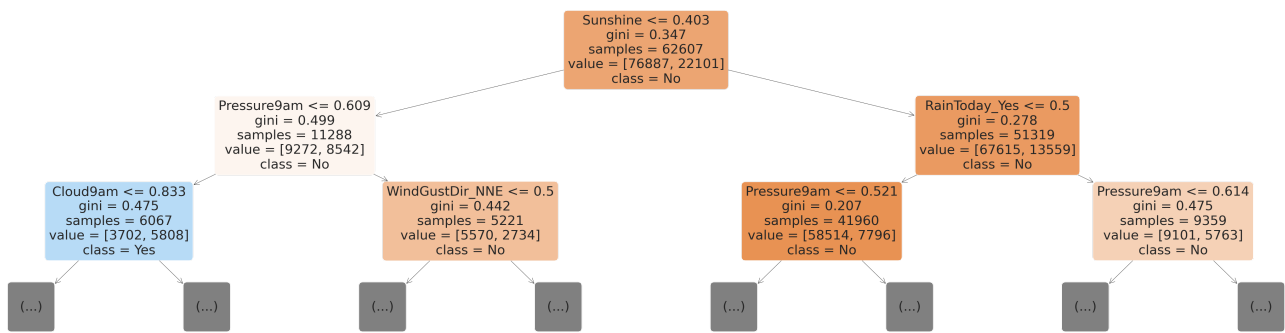 Sunshine <= 0.403
gini = 0.347
samples = 62607
value = [76887, 22101]
class = No
Pressure9am <= 0.609
gini = 0.499
samples = 11288
value = [9272, 8542]
class = No
RainToday_Yes <= 0.5
gini = 0.278
samples = 51319
value = [67615, 13559]
class = No
Cloud9am <= 0.833
gini = 0.475
samples = 6067
value = [3702, 5808]
class = Yes
WindGustDir_NNE <= 0.5
gini = 0.442
samples = 5221
value = [5570, 2734]
class = No
Pressure9am <= 0.521
gini = 0.207
samples = 41960
value = [58514, 7796]
class = No
Pressure9am <= 0.614
gini = 0.475
samples = 9359
value = [9101, 5763]
class = No
(...)
(...)
(...)
(...)
(...)
(...)
(...)
(...)